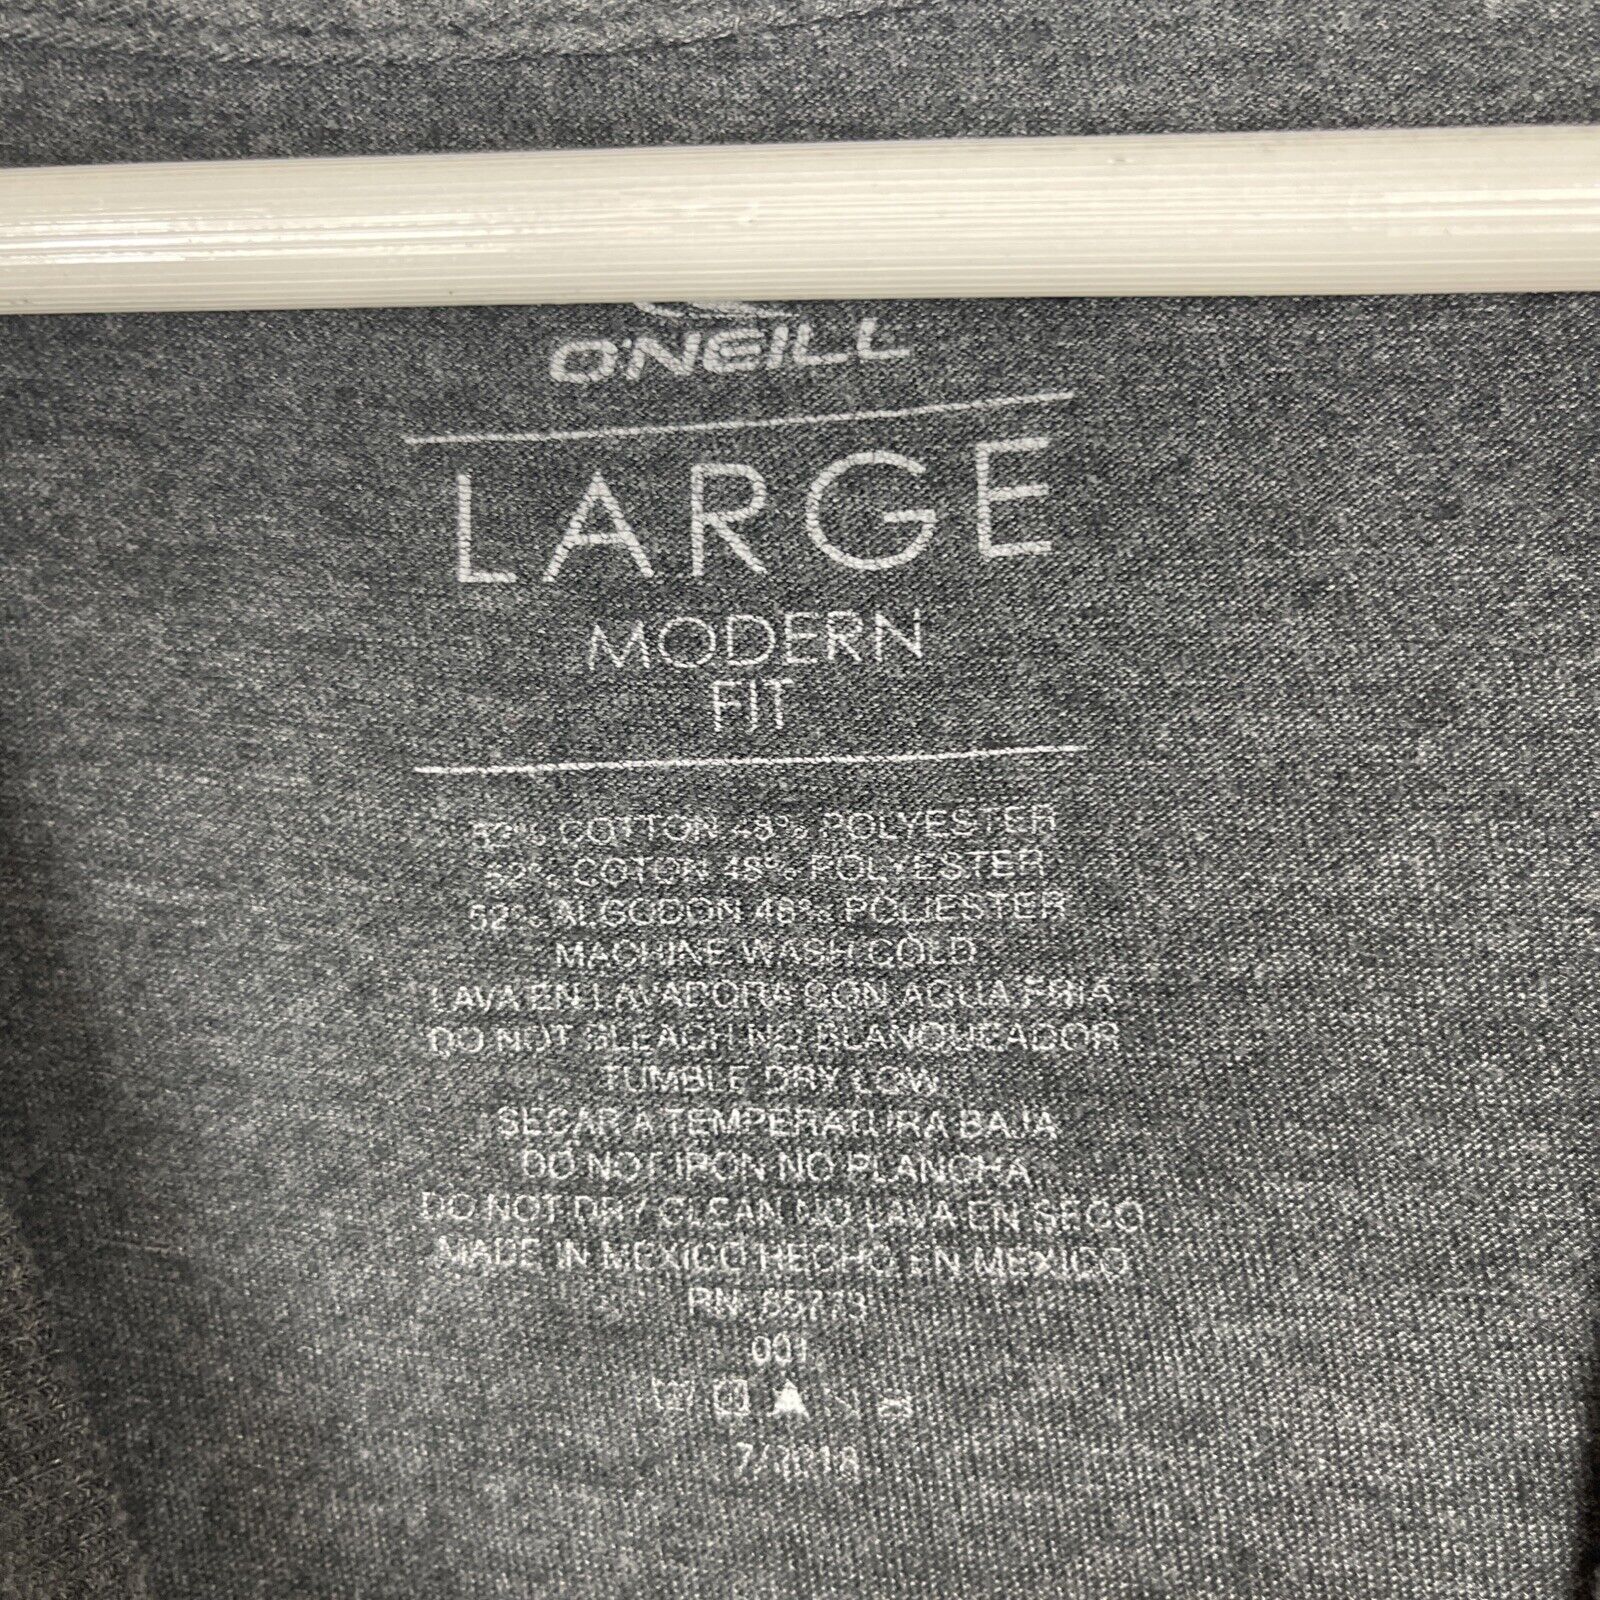 O'NEILL
LARGE
MODERN
FIT
52% COTTON 48% POLYESTER
52% COTON 48% POLYESTER
52% ALGODON 48% POLIESTER
MACHINE WASH COLD
LAVA EN LAVADORA CON AGUA FRIA
DO NOT BLEACH NO BLANQUEADOR
TUMBLE DRY LOW
SECAR A TEMPERATURA BAJA
DO NOT IRON NO PLANCHA
DO NOT DRY CLEAN NO LAVA EN SECO
MADE IN MEXICO HECHO EN MEXICO
RN: 65773
001